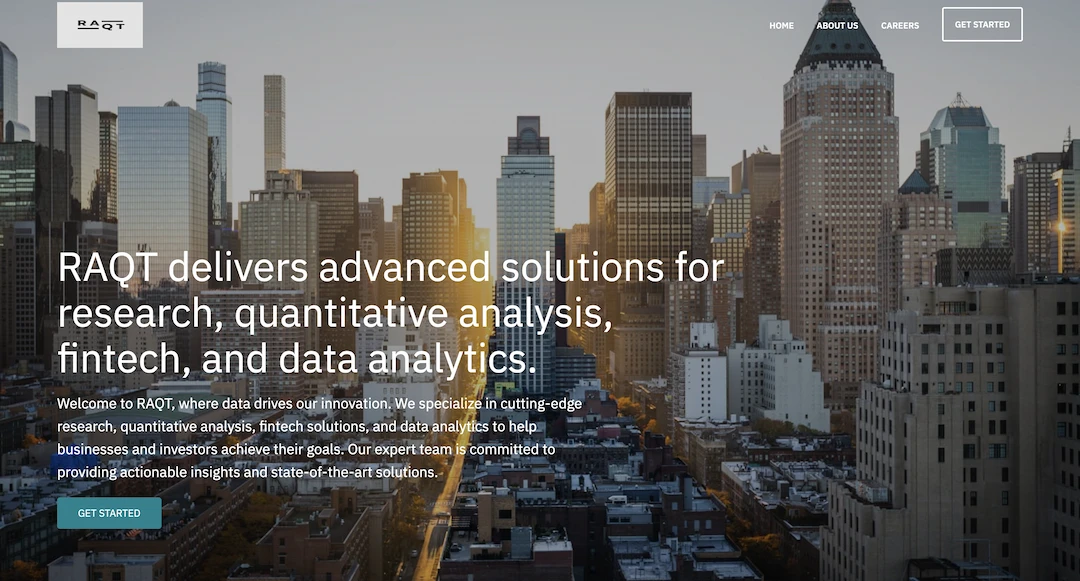 RAQT
HOME
ABOUT US
CAREERS
GET STARTED
RAQT delivers advanced solutions for
research, quantitative analysis,
fintech, and data analytics.
Welcome to RAQT, where data drives our innovation. We specialize in cutting-edge
research, quantitative analysis, fintech solutions, and data analytics to help
businesses and investors achieve their goals. Our expert team is committed to
providing actionable insights and state-of-the-art solutions.
GET STARTED